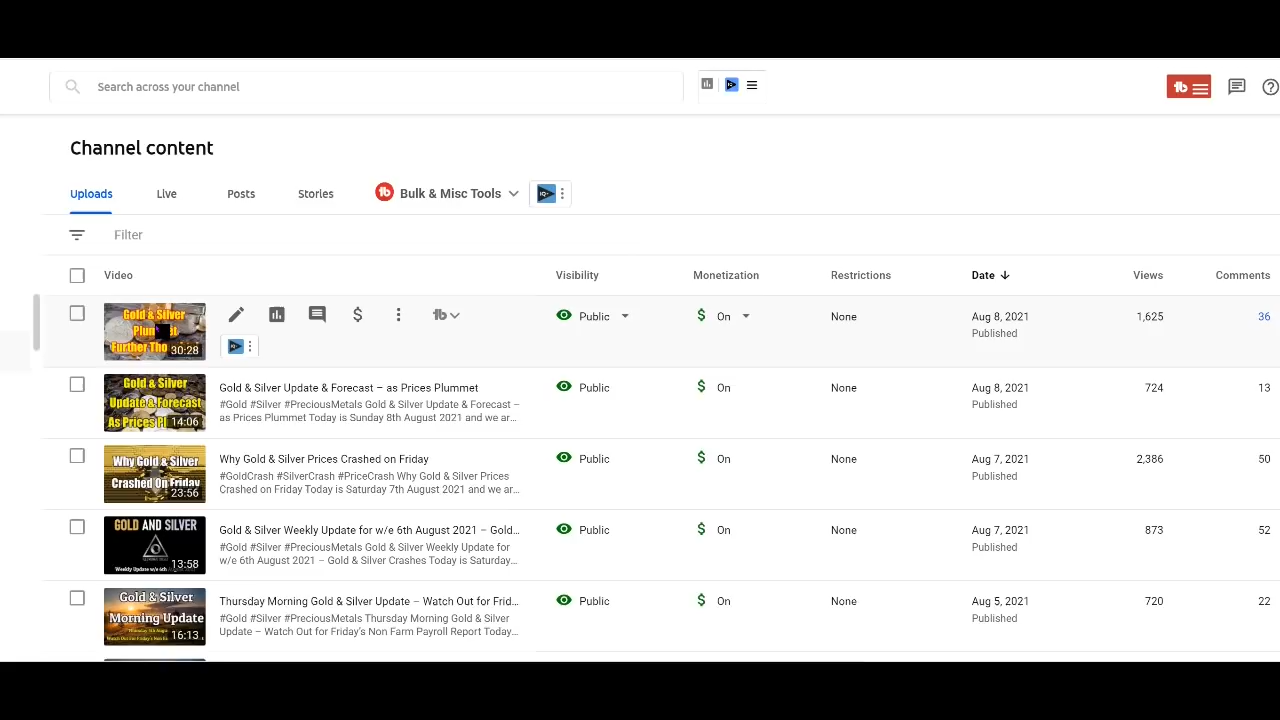 Search across your channel
Channel content
Uploads Live Posts Stories Bulk & Misc Tools
Filter
Video Visibility Monetization Restrictions Date Views Comments
Gold & Silver
Further Tho
30:28
Public On None Aug 8, 2021 1,625 36
Published
Gold & Silver
Update & Forecast
As Prices Pl 14:06
Gold & Silver Update & Forecast – as Prices Plummet
#Gold #Silver #PreciousMetals Gold & Silver Update & Forecast –
as Prices Plummet Today is Sunday 8th August 2021 and we ar...
Public On None Aug 8, 2021 724 13
Published
Why Gold & Silver
Crashed On Friday
23:56
Why Gold & Silver Prices Crashed on Friday
#GoldCrash #SilverCrash #PriceCrash Why Gold & Silver Prices
Crashed on Friday Today is Saturday 7th August 2021 and we ar...
Public On None Aug 7, 2021 2,386 50
Published
GOLD AND SILVER
Weekly Update w/e 6th
13:58
Gold & Silver Weekly Update for w/e 6th August 2021 – Gold...
#Gold #Silver #PreciousMetals Gold & Silver Weekly Update for
w/e 6th August 2021 – Gold & Silver Crashes Today is Saturday...
Public On None Aug 7, 2021 873 52
Published
Gold & Silver
Morning Update
16:13
Thursday Morning Gold & Silver Update – Watch Out for Frid...
#Gold #Silver #PreciousMetals Thursday Morning Gold & Silver
Update – Watch Out for Friday's Non Farm Payroll Report Today...
Public On None Aug 5, 2021 720 22
Published